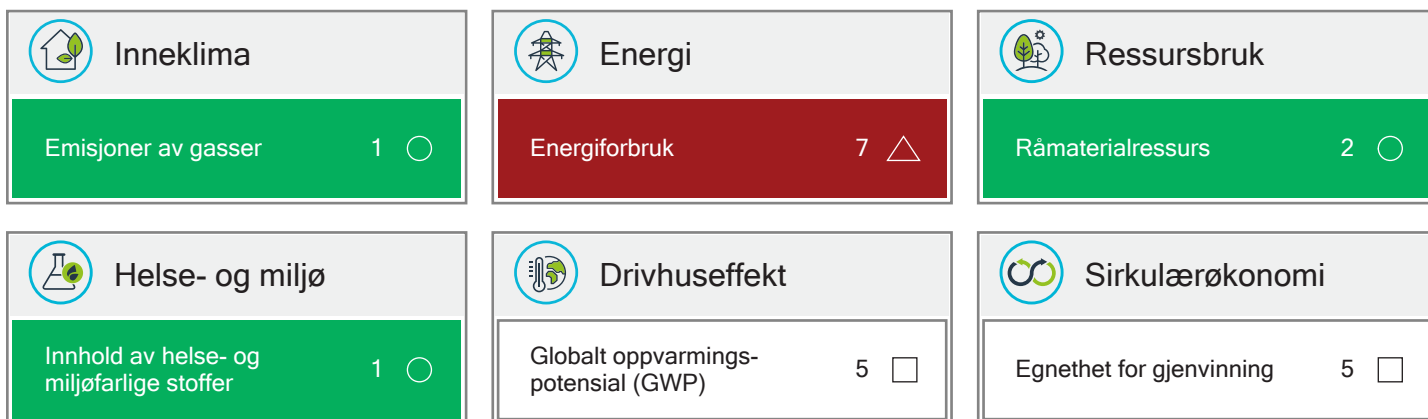 Inneklima
Emisjoner av gasser 1
Energi
Energiforbruk 7
Ressursbruk
Råmaterialressurs 2
Helse- og miljø
Innhold av helse- og
miljøfarlige stoffer 1
Drivhuseffekt
Globalt oppvarmings-
potensial (GWP) 5
Sirkulærøkonomi
Egnethet for gjenvinning 5